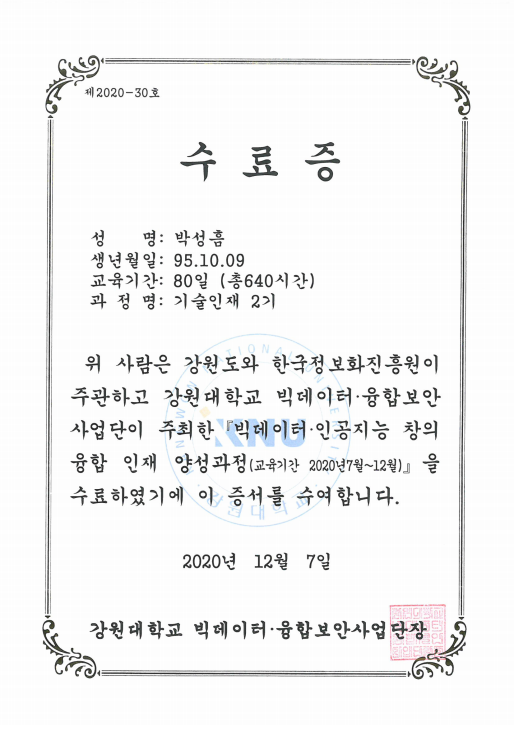 제2020-30호
수 료 증
성 명: 박성흠
생년월일: 95.10.09
교육기간: 80일 (총640시간)
과 정 명: 기술인재 2기
위 사람은 강원도와 한국정보화진흥원이
주관하고 강원대학교 빅데이터·융합보안
사업단이 주최한 『빅데이터·인공지능 창의
융합 인재 양성과정(교육기간 2020년7월~12월)』을
수료하였기에 이 증서를 수여합니다.
KNU
강원대학교
2020년 12월 7일
강원대학교 빅데이터·융합보안사업단장